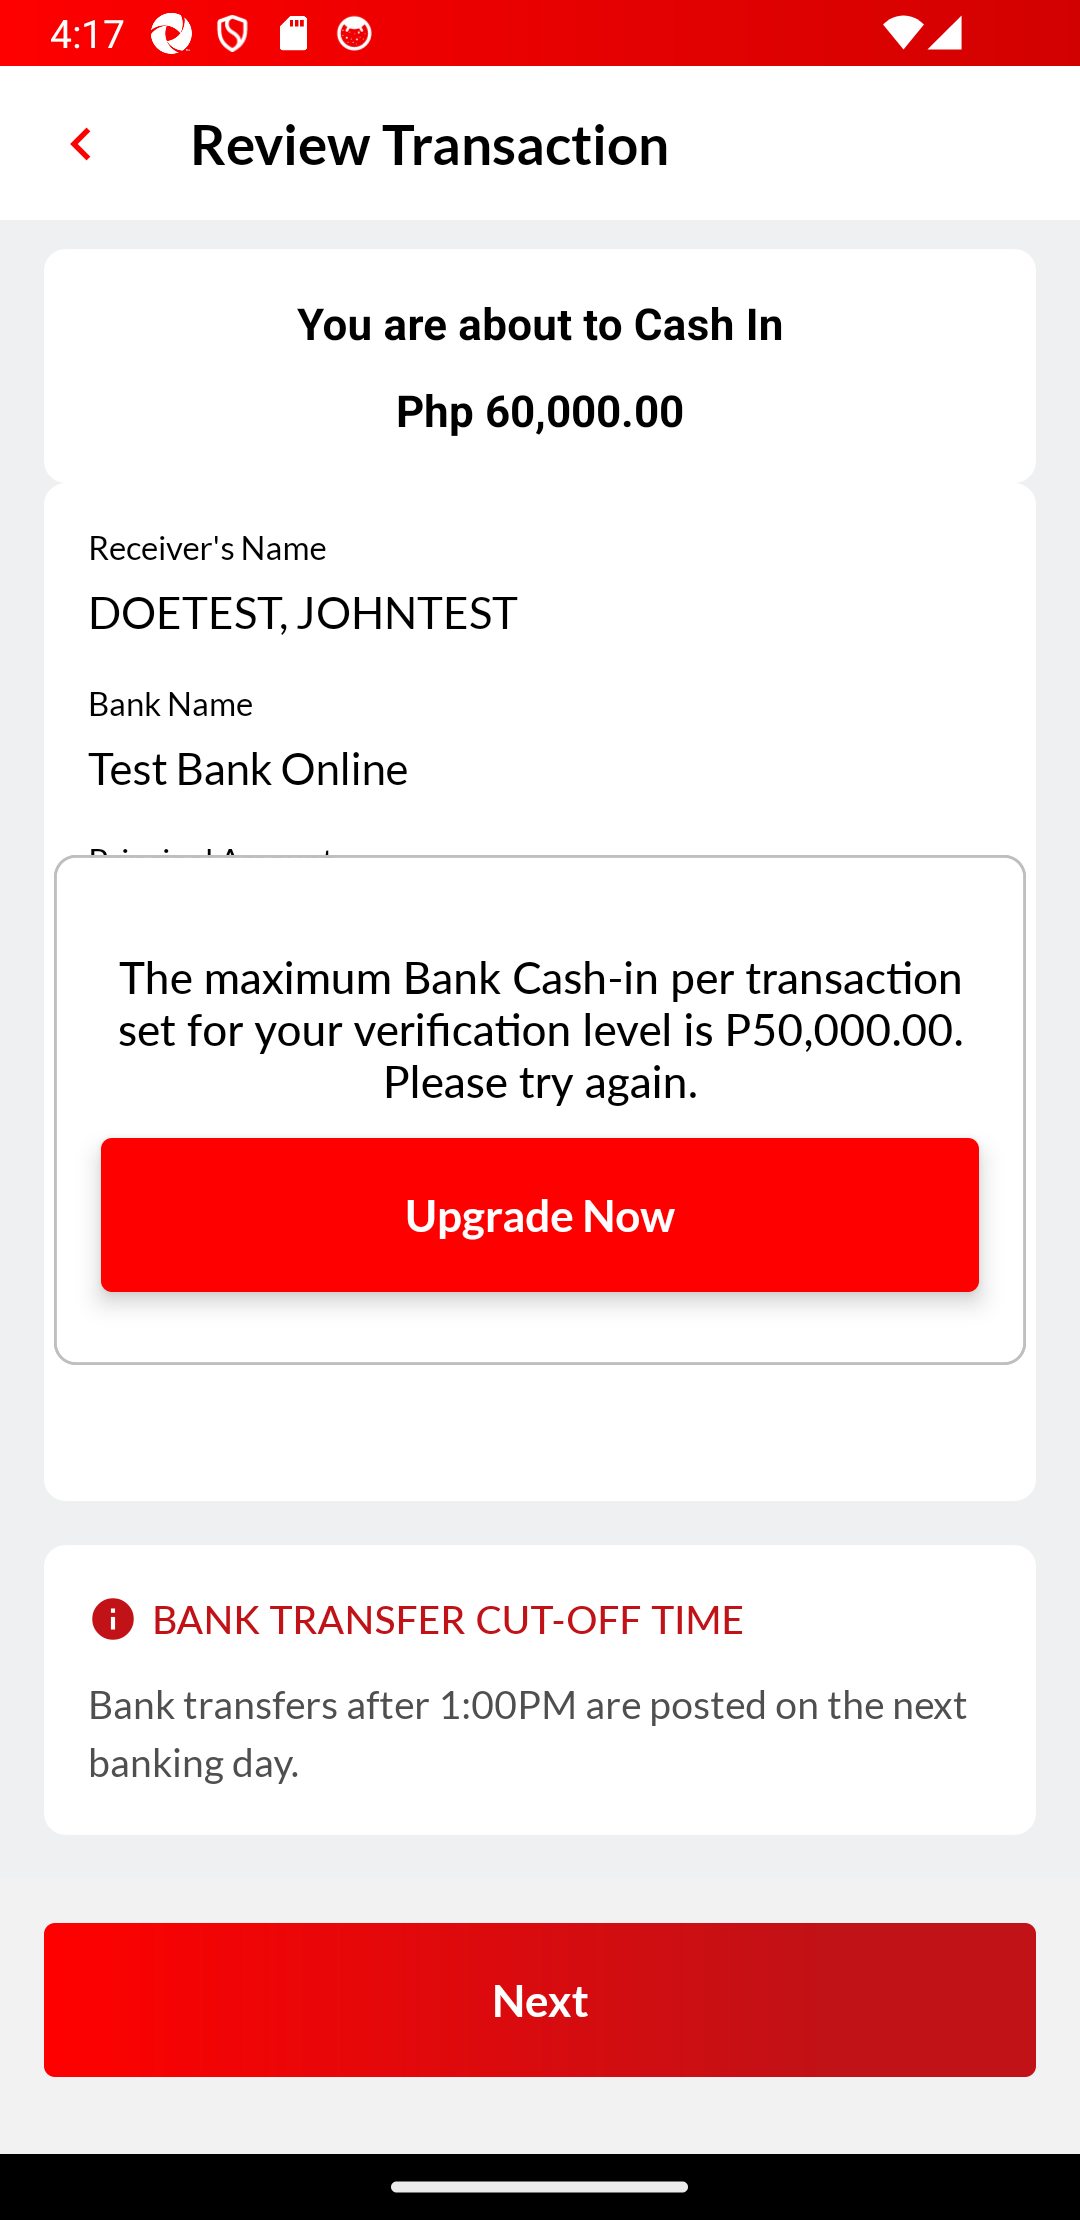 4:17
Review Transaction
You are about to Cash In
Php 60,000.00
Receiver's Name
DOETEST, JOHNTEST
Bank Name
Test Bank Online
The maximum Bank Cash-in per transaction
set for your verification level is P50,000.00.
Please try again.
Upgrade Now
BANK TRANSFER CUT-OFF TIME
Bank transfers after 1:00PM are posted on the next
banking day.
Next